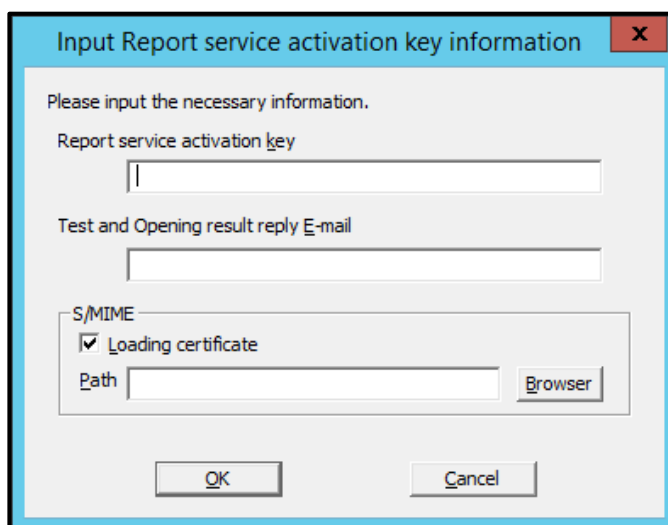 Input Report service activation key information
x
Please input the necessary information.
Report service activation key
Test and Opening result reply E-mail
S/MIME
Loading certificate
Path
Browser
OK
Cancel